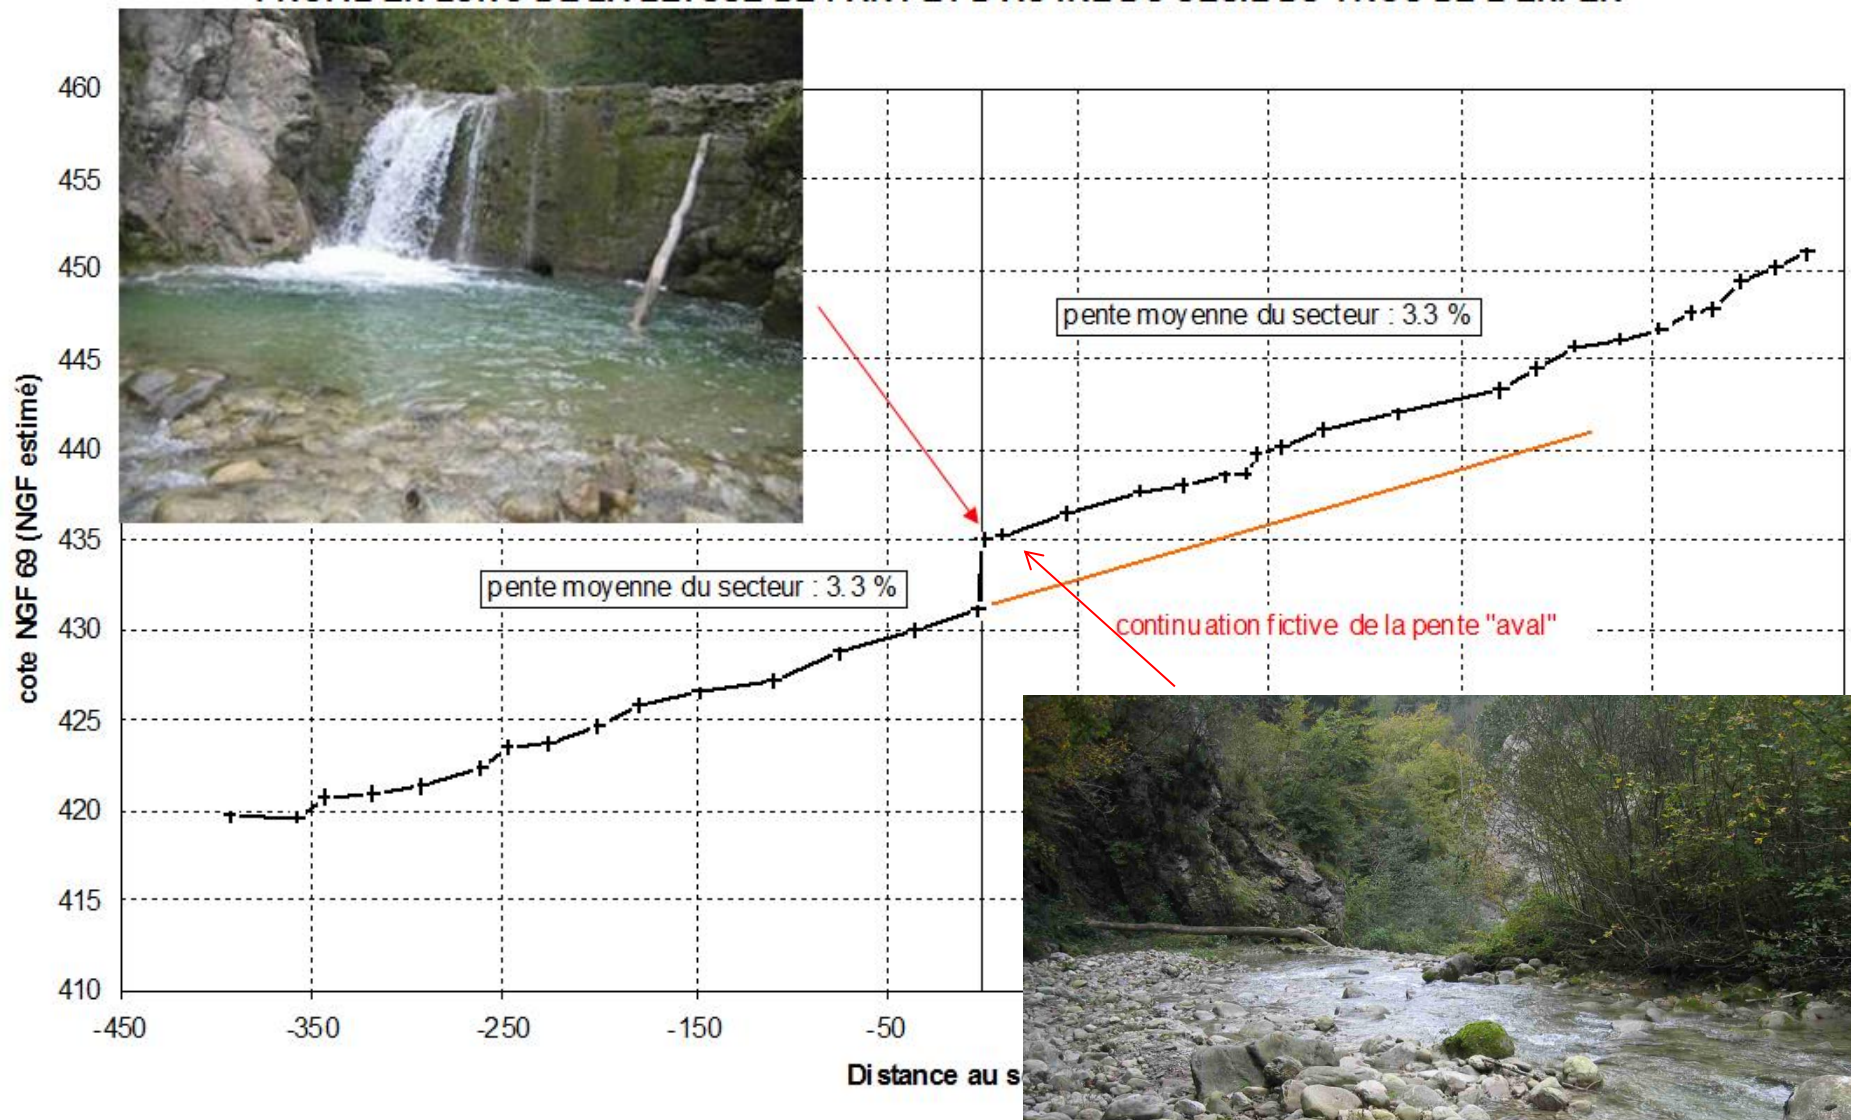 460
455
450
445
440
435
430
425
420
415
410
cote NGF 69 (NGF estimé)
pente moyenne du secteur : 3.3 %
pente moyenne du secteur : 3.3 %
continuation fictive de la pente "aval"
-450 -350 -250 -150 -50
Distance au